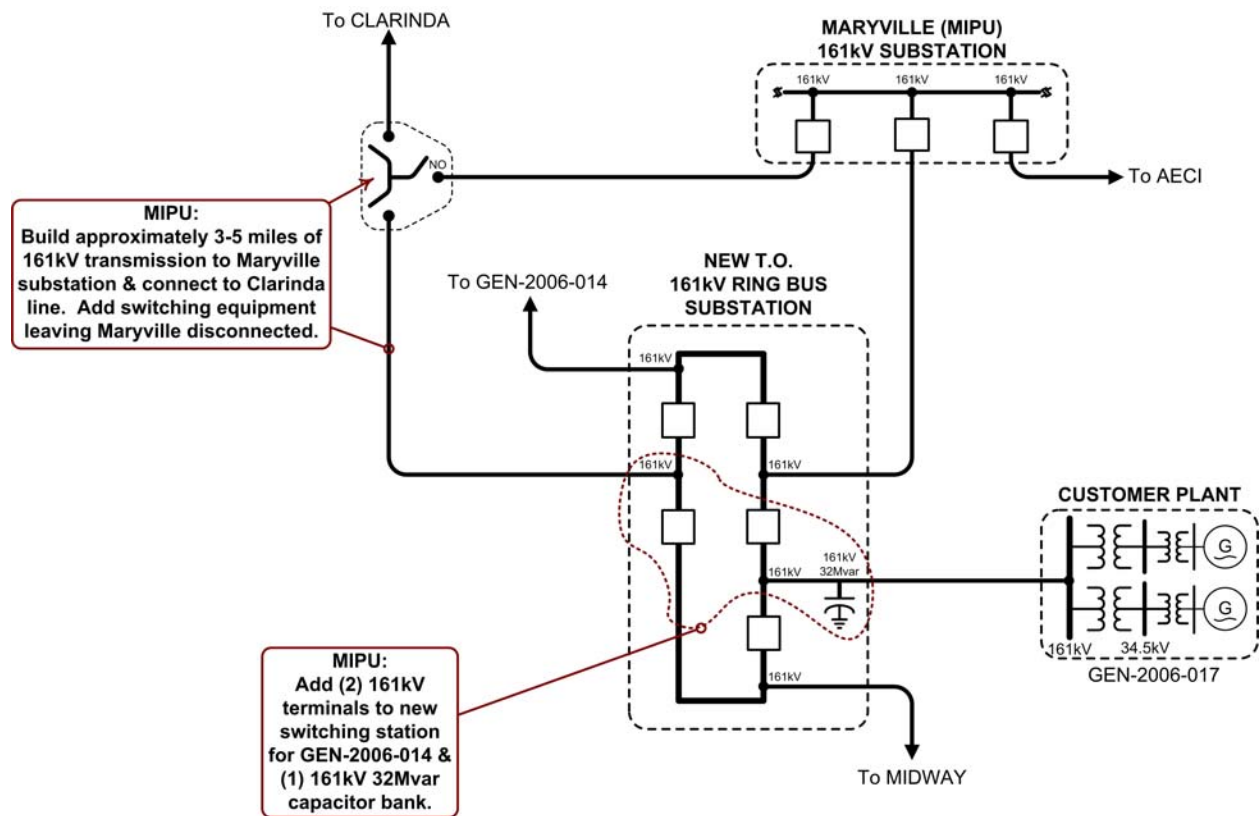 To CLARINDA
MARYVILLE (MIPU)
161kV SUBSTATION
161kV
161kV
161kV
NO
To AECI
MIPU:
Build approximately 3-5 miles of
161kV transmission to Maryville
substation & connect to Clarinda
line. Add switching equipment
leaving Maryville disconnected.
To GEN-2006-014
NEW T.O.
161kV RING BUS
SUBSTATION
161kV
161kV
161kV
161kV
32Mvar
161kV
161kV
CUSTOMER PLANT
G
G
161kV
34.5kV
GEN-2006-017
MIPU:
Add (2) 161kV
terminals to new
switching station
for GEN-2006-014 &
(1) 161kV 32Mvar
capacitor bank.
To MIDWAY